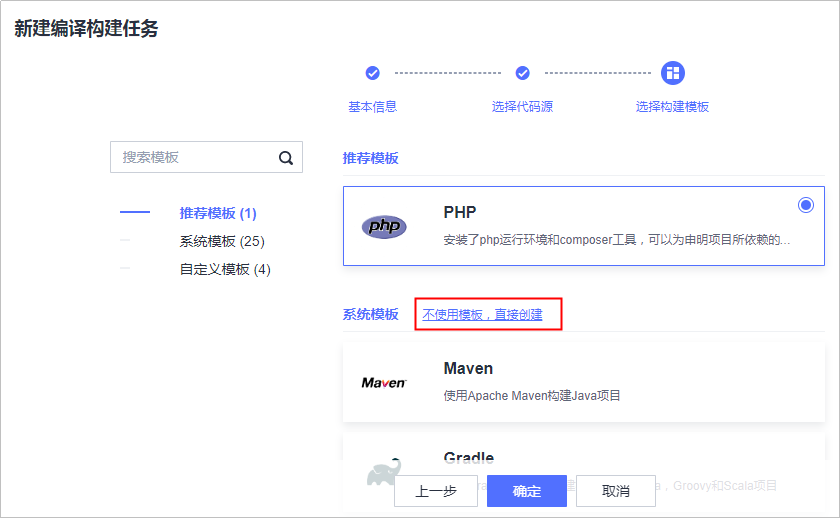 新建编译构建任务
基本信息
选择代码源
选择构建模板
搜索模板
推荐模板 (1)
系统模板 (25)
自定义模板 (4)
推荐模板
php
PHP
安装了php运行环境和composer工具，可以为申明项目所依赖的...
系统模板 不使用模板，直接创建
Maven
Maven
使用Apache Maven构建Java项目
Gradle
，Groovy和Scala项目
上一步
确定
取消